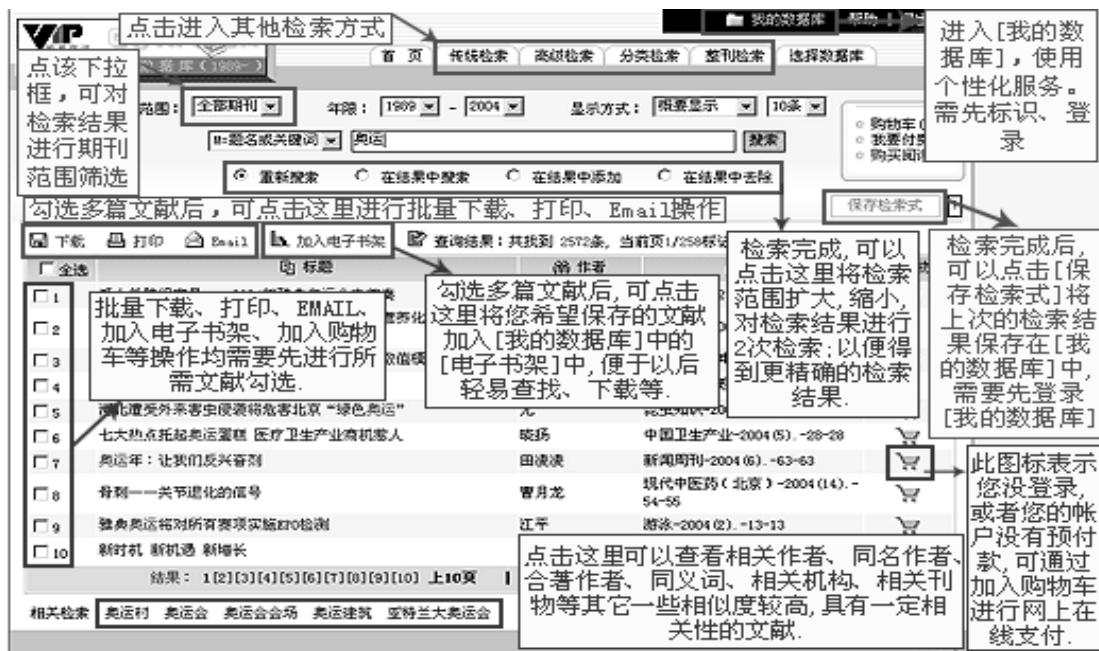 VIP
点击进入其他检索方式
我的数据库
帮助
进入[我的数
据库],使用
个性化服务。
需先标识、登
录
据库(1989-)
首 页 传统检索 高级检索 分类检索 整刊检索 选择数据库
点该下拉
框,可对
检索结果
进行期刊
范围筛选
范围: 全部期刊 年限: 1989 - 2004 显示方式: 概要显示 10条
M=题名或关键词 奥运 搜索
购物车(
我要付费
购买阅
重新搜索 在结果中搜索 在结果中添加 在结果中去除
勾选多篇文献后,可点击这里进行批量下载、打印、Email操作
保存检索式
下载 打印 Email 加入电子书架 查询结果:共找到 2572条,当前页1/258
检索完成,可以
点击这里将检索
范围扩大,缩小,
对检索结果进行
2次检索;以便得
到更精确的检索
结果.
检索完成后,
可以点击[保
存检索式]将
上次的检索结
果保存在[我
的数据库]中,
需要先登录
[我的数据库]
全选 标题 作者
批量下载、打印、EMAIL、
加入电子书架、加入购物
车等操作均需要先进行所
需文献勾选.
勾选多篇文献后,可点击
这里将您希望保存的文献
加入[我的数据库]中的
[电子书架]中,便于以后
轻易查找、下载等.
1
2
3
4
5 遭受外来害虫侵袭将危害北京“绿色奥运”
6 七大热点托起奥运蛋糕 医疗卫生产业商机惹人 晓扬 中国卫生产业-2004(5).-28-28
7 奥运年:让我们反兴奋剂 田凌凌 新闻周刊-2004(6).-63-63
8 骨刺——关节退化的信号 曹月龙 现代中医药(北京)-2004(14).-
54-55
9 雅典奥运将对所有赛项实施EPO检测 江平 游泳-2004(2).-13-13
10 新时机 新机遇 新增长
此图标表示
您没登录,
或者您的帐
户没有预付
款,可通过
加入购物车
进行网上在
线支付.
点击这里可以查看相关作者、同名作者、
合著作者、同义词、相关机构、相关刊
物等其它一些相似度较高,具有一定相
关性的文献.
结果: 1[2][3][4][5][6][7][8][9][10] 上10页
相关检索 奥运村 奥运会 奥运会会场 奥运建筑 亚特兰大奥运会